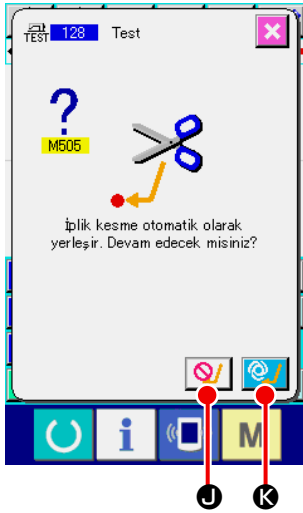 TEST 128 Test
?
M505
İplik kesme otomatik olarak
yerleşir. Devam edecek misiniz?
i M
J K